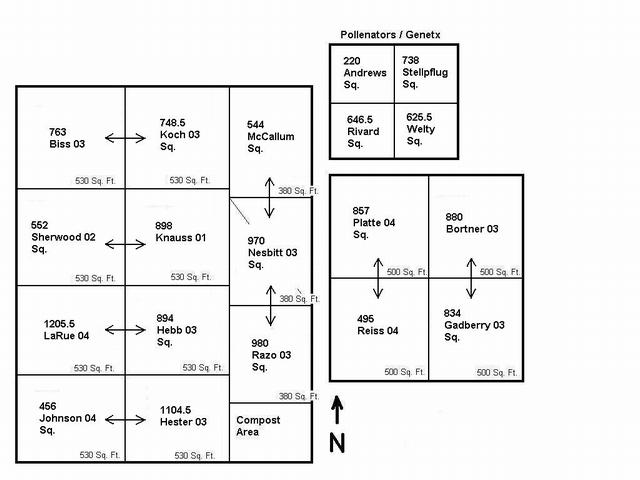 Pollenators / Genetx
220
Andrews
Sq.
738
Stelipflug
Sq.
646.5
Rivard
Sq.
625.5
Welty
Sq.
763
Biss 03
530 Sq. Ft.
748.5
Koch 03
Sq.
530 Sq. Ft.
544
McCallum
Sq.
380 Sq. Ft.
552
Sherwood 02
Sq.
530 Sq. Ft.
898
Knauss 01
530 Sq. Ft.
970
Nesbitt 03
Sq.
380 Sq. Ft.
1205.5
LaRue 04
530 Sq. Ft.
894
Hebb 03
Sq.
530 Sq. Ft.
980
Razo 03
Sq.
380 Sq. Ft.
456
Johnson 04
Sq.
530 Sq. Ft.
1104.5
Hester 03
530 Sq. Ft.
Compost
Area
857
Platte 04
Sq.
500 Sq. Ft.
880
Bortner 03
500 Sq. Ft.
495
Reiss 04
500 Sq. Ft.
834
Gadberry 03
Sq.
500 Sq. Ft.
N